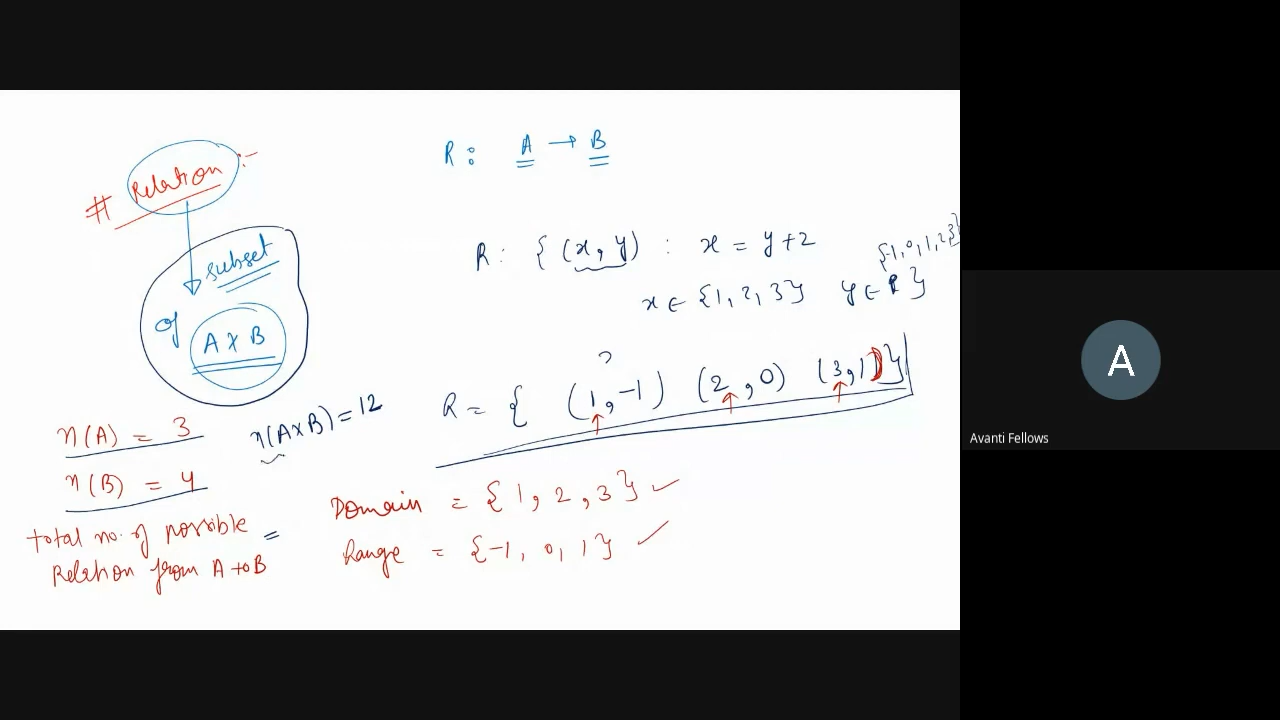 # Relation :-
subset
of
A X B
R : A → B
R : { (x, y) : x = y+2
x ∈ {1, 2, 3} y ∈ R }
{-1, 0, 1, 2, 3}
?
R = { (1, -1) (2, 0) (3, 1) }
n(A) = 3
n(A×B) = 12
n(B) = 4
Total no. of possible
Relation from A to B =
Domain = { 1, 2, 3 } ✓
Range = {-1, 0, 1} ✓
A
Avanti Fellows